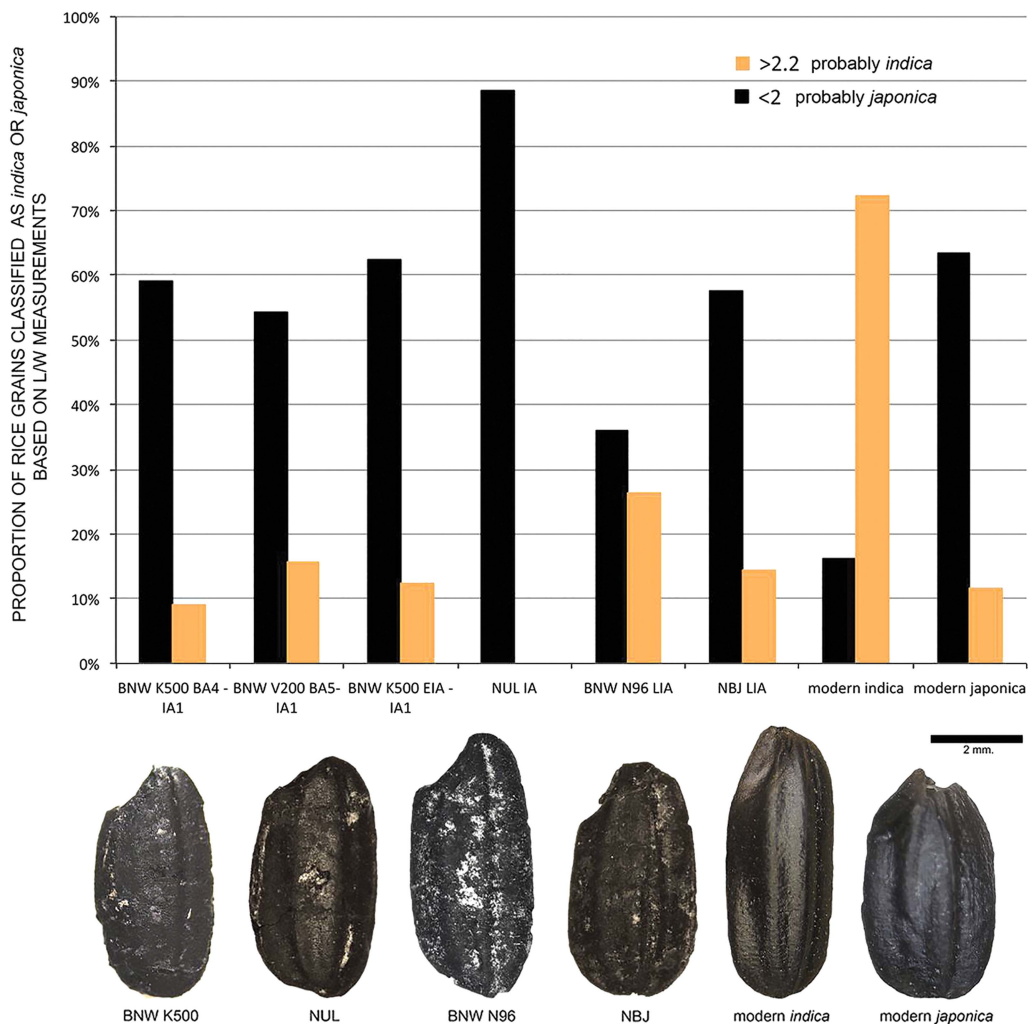 PROPORTION OF RICE GRAINS CLASSIFIED AS indica OR japonica
BASED ON L/W MEASUREMENTS
100%
90%
80%
70%
60%
50%
40%
30%
20%
10%
0%
>2.2 probably indica
<2 probably japonica
BNW K500 BA4 -
IA1
BNW V200 BA5-
IA1
BNW K500 EIA -
IA1
NUL IA
BNW N96 LIA
NBJ LIA
modern indica
modern japonica
2 mm.
BNW K500
NUL
BNW N96
NBJ
modern indica
modern japonica